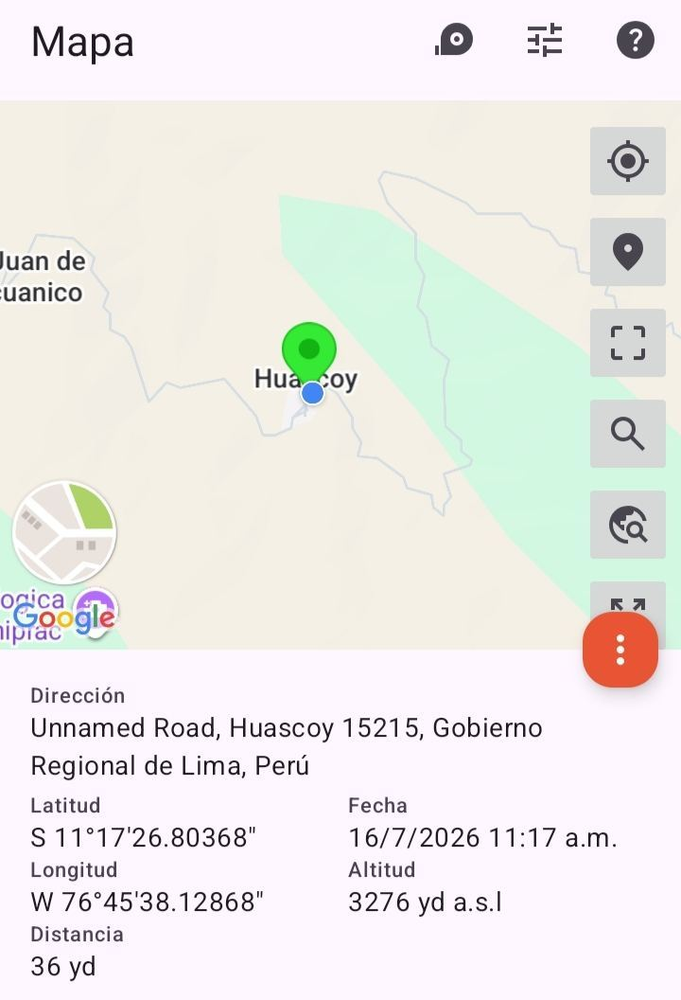 Mapa
Juan de
cuanico
Huascoy
ogica
Google
Dirección
Unnamed Road, Huascoy 15215, Gobierno
Regional de Lima, Perú
Latitud
S 11°17'26.80368"
Fecha
16/7/2026 11:17 a.m.
Longitud
W 76°45'38.12868"
Altitud
3276 yd a.s.l
Distancia
36 yd